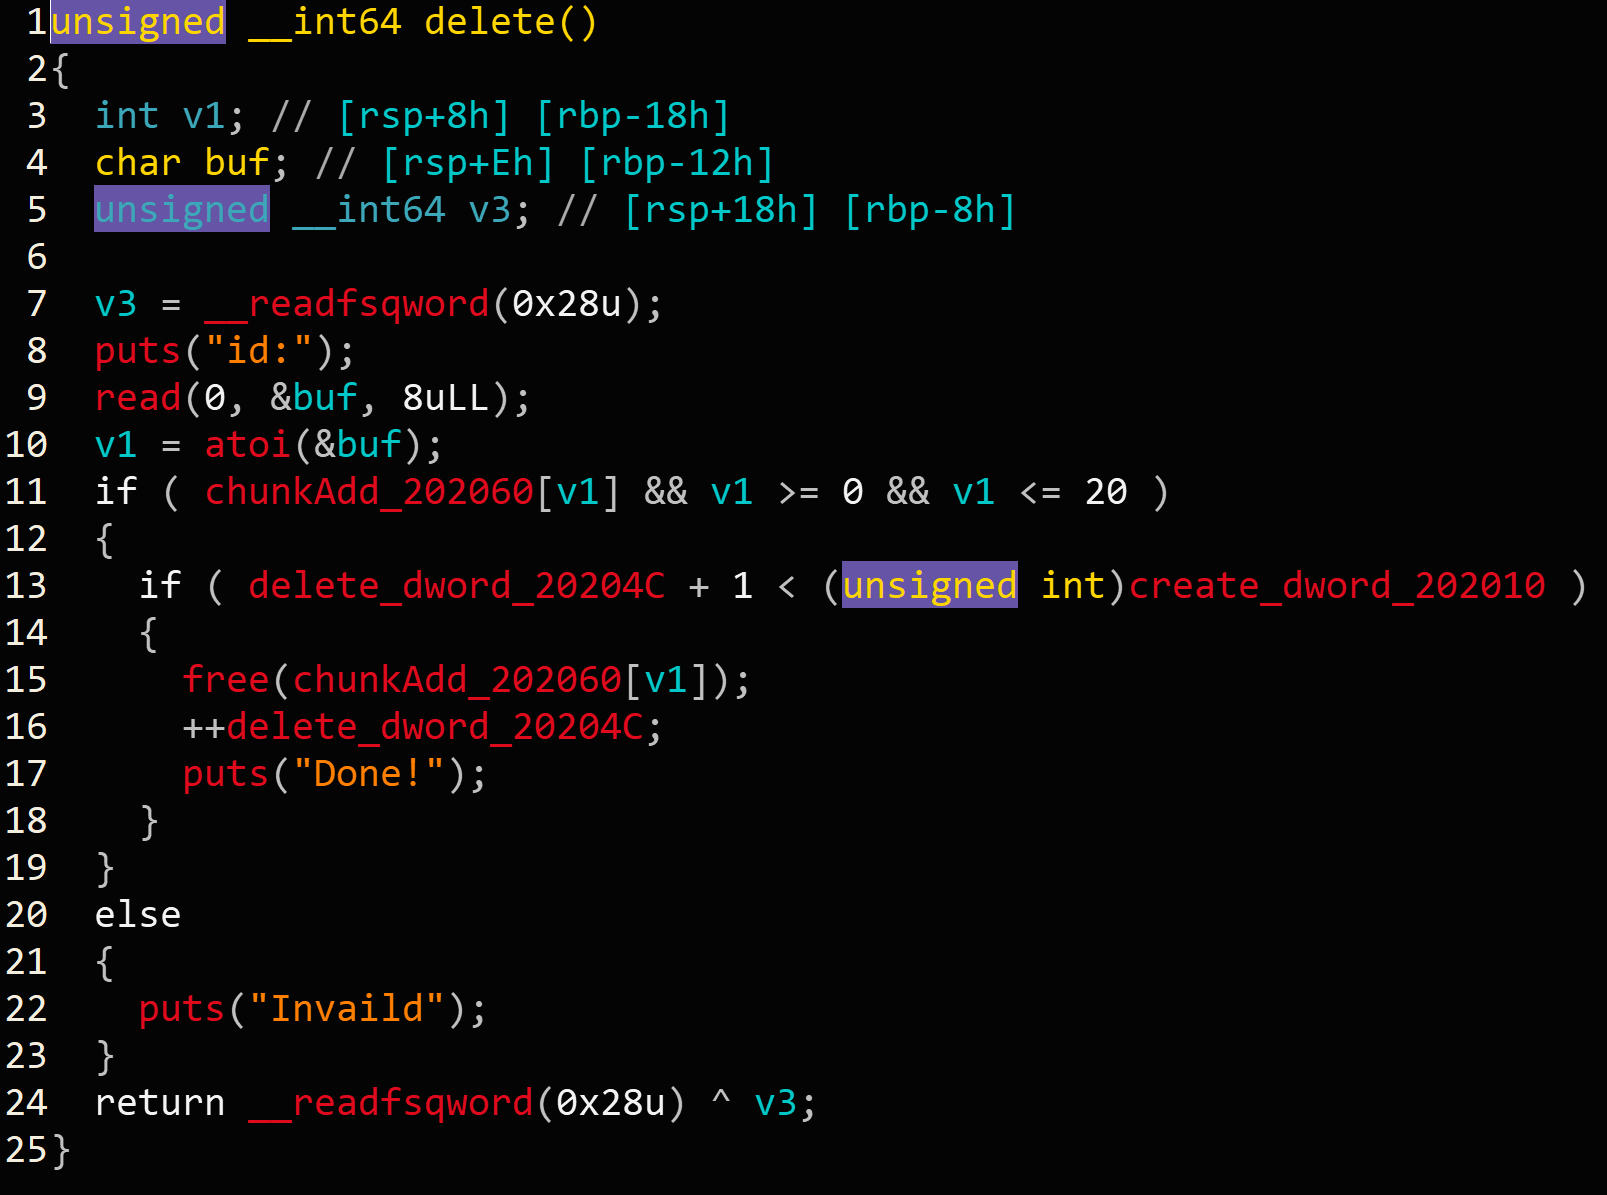 1unsigned __int64 delete()
2{
3  int v1; // [rsp+8h] [rbp-18h]
4  char buf; // [rsp+Eh] [rbp-12h]
5  unsigned __int64 v3; // [rsp+18h] [rbp-8h]
6
7  v3 = __readfsqword(0x28u);
8  puts("id:");
9  read(0, &buf, 8uLL);
10  v1 = atoi(&buf);
11  if ( chunkAdd_202060[v1] && v1 >= 0 && v1 <= 20 )
12  {
13    if ( delete_dword_20204C + 1 < (unsigned int)create_dword_202010 )
14    {
15      free(chunkAdd_202060[v1]);
16      ++delete_dword_20204C;
17      puts("Done!");
18    }
19  }
20  else
21  {
22    puts("Invaild");
23  }
24  return __readfsqword(0x28u) ^ v3;
25}